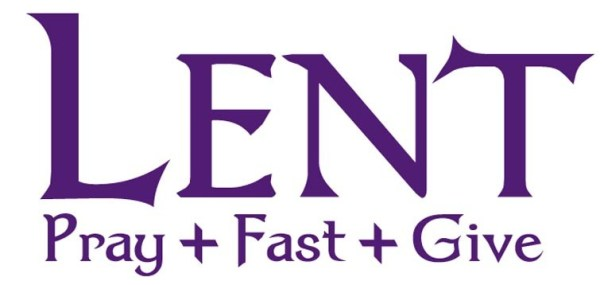 LENT
Pray + Fast + Give